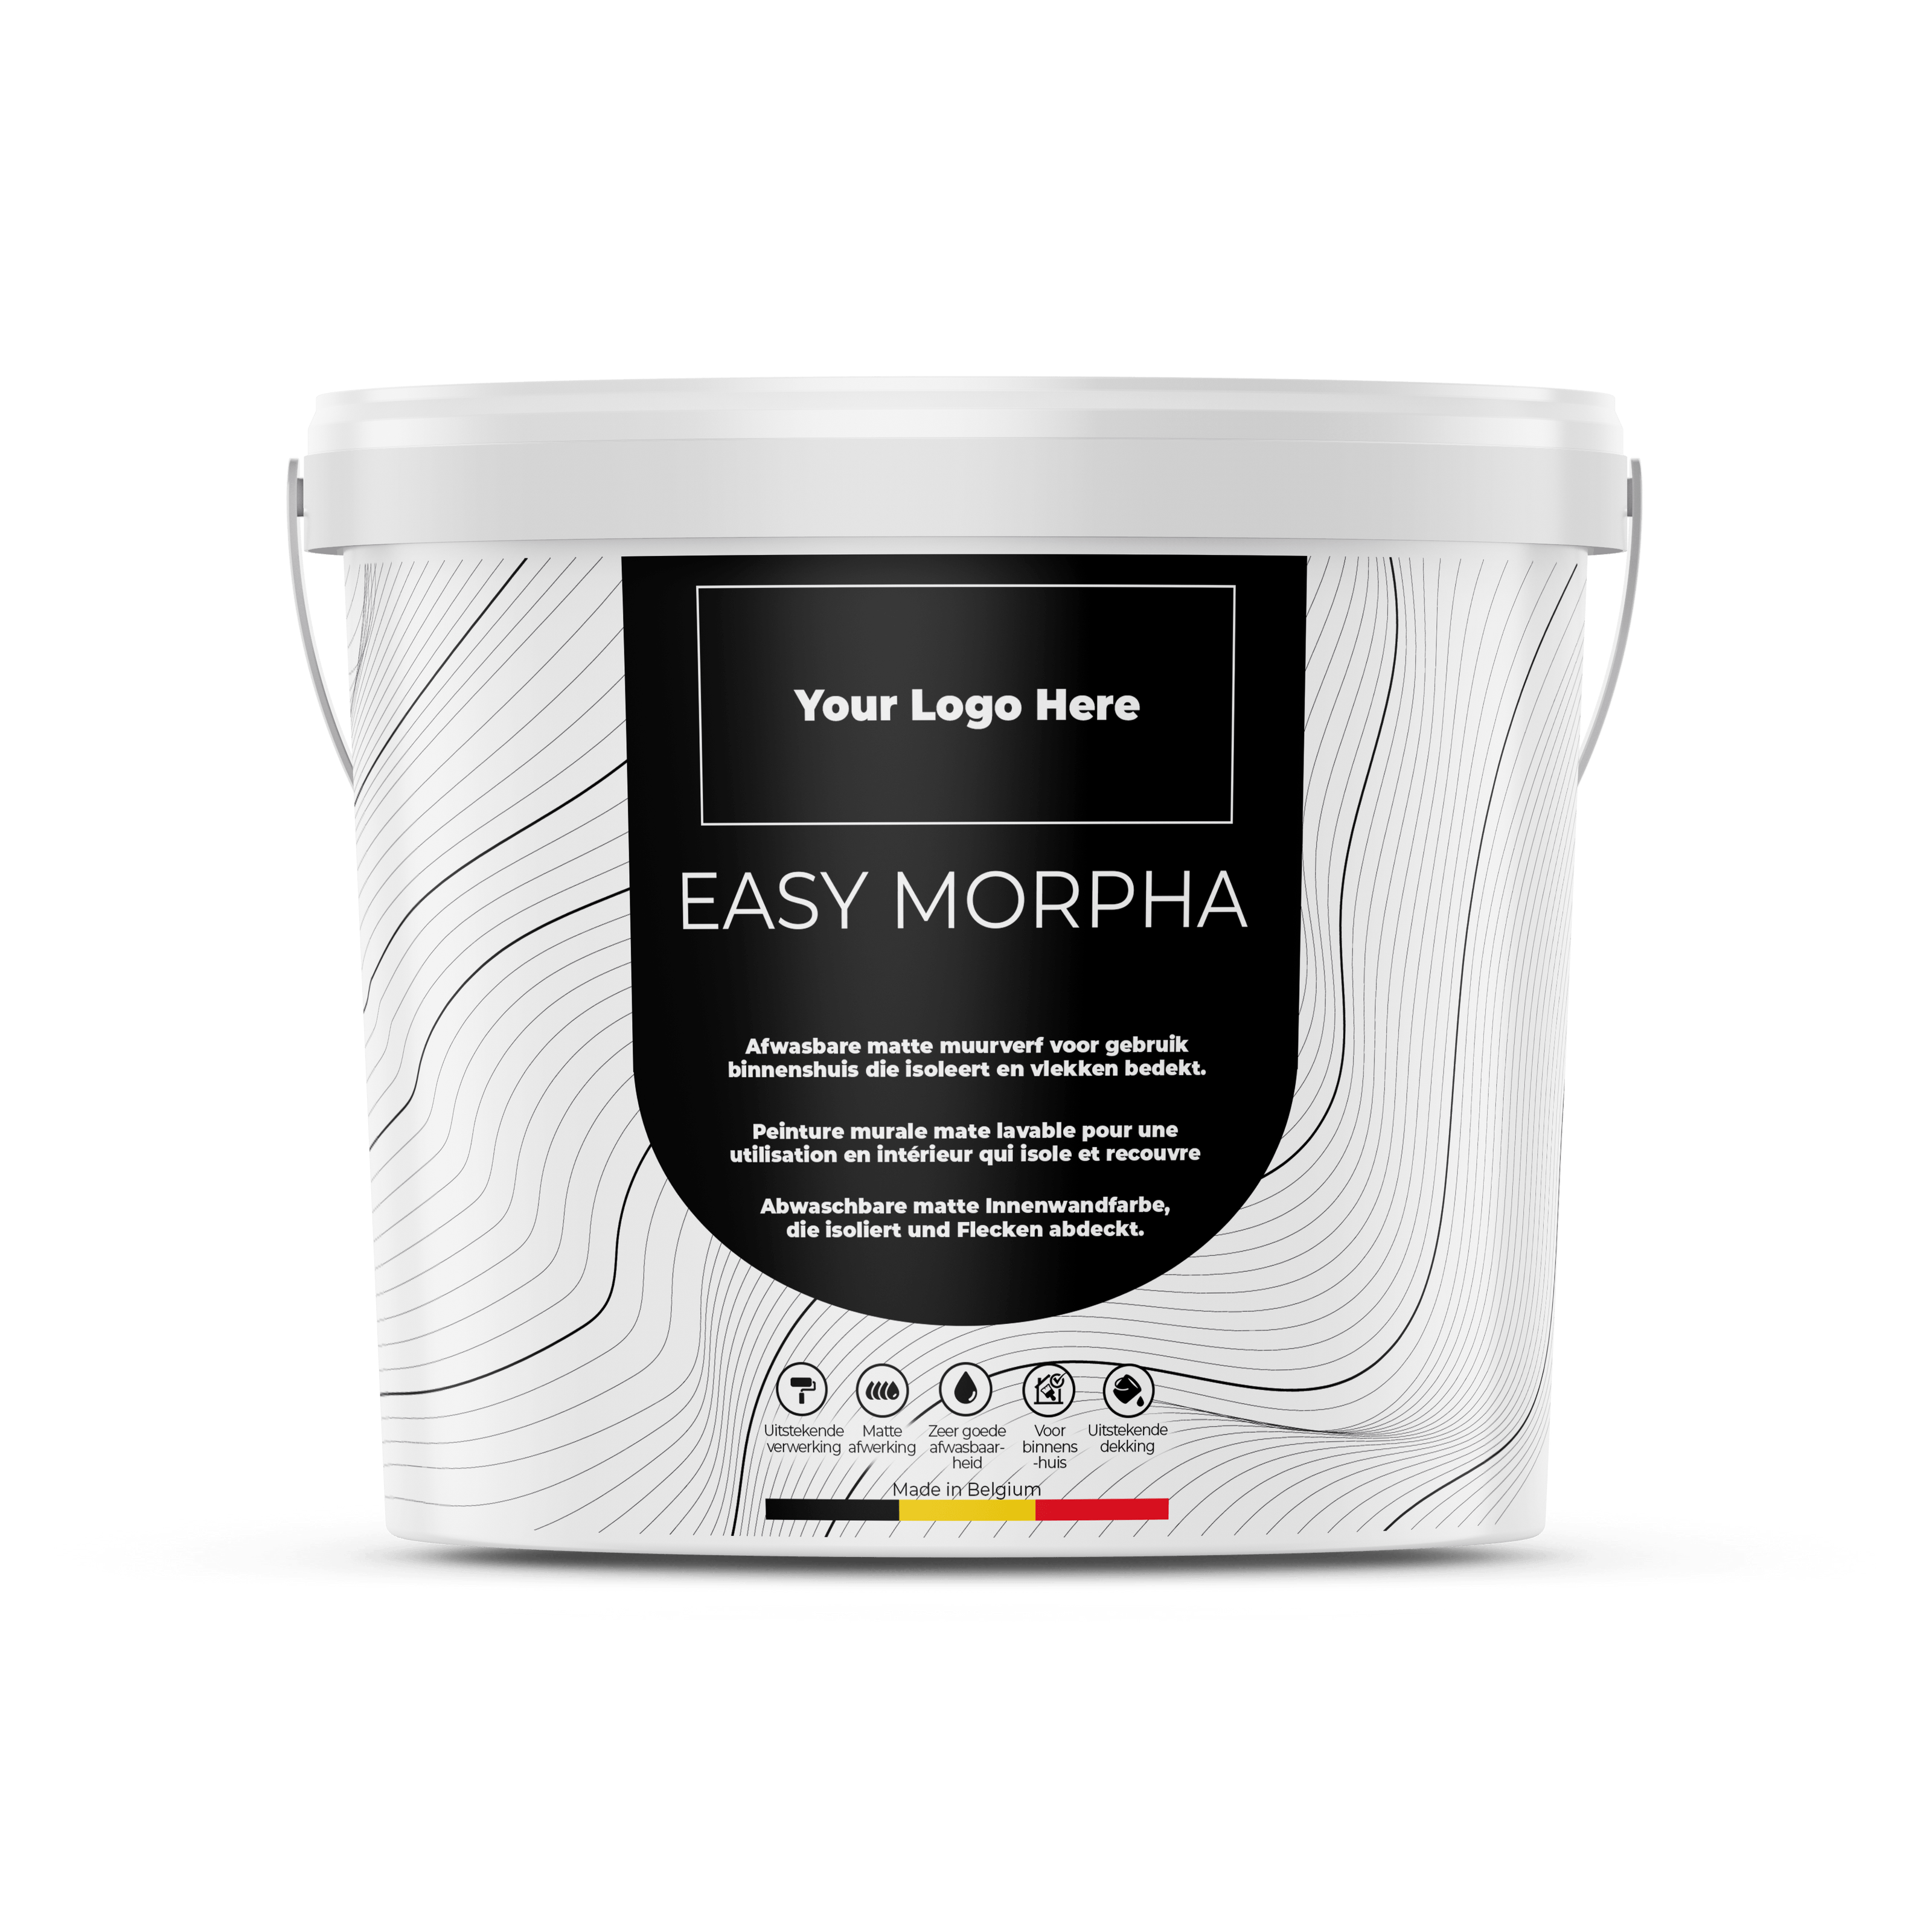 Your Logo Here
EASY MORPHA
Afwasbare matte muurverf voor gebruik
binnenshuis die isoleert en vlekken bedekt.
Peinture murale mate lavable pour une
utilisation en intérieur qui isole et recouvre
Abwaschbare matte Innenwandfarbe,
die isoliert und Flecken abdeckt.
Uitstekende
verwerking
Matte
afwerking
Zeer goede
afwasbaar-
heid
Voor
binnens
-huis
Uitstekende
dekking
Made in Belgium